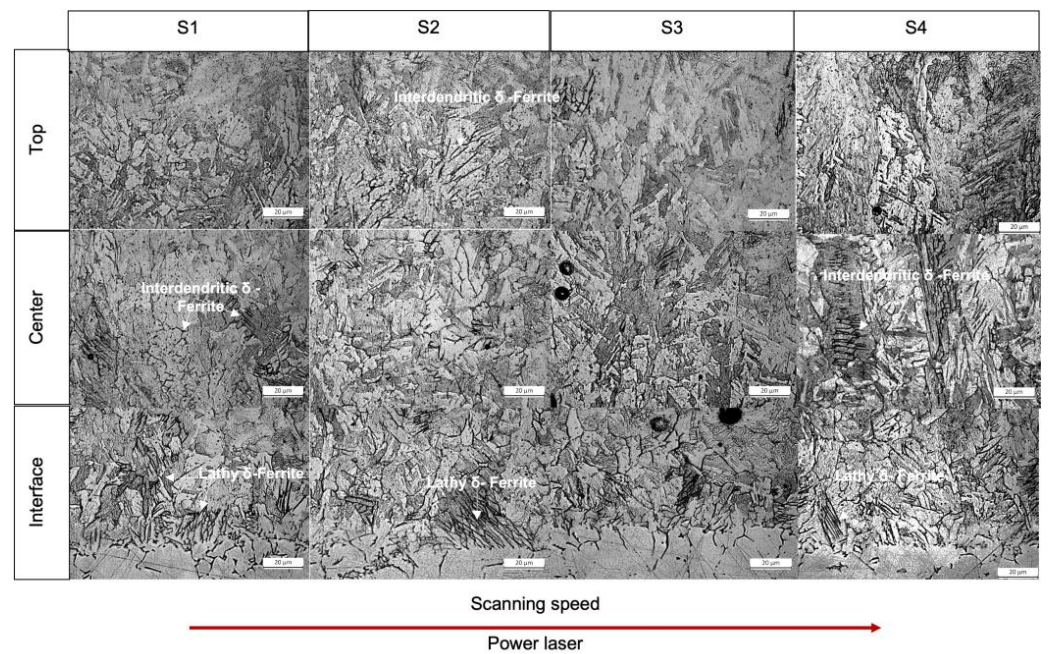 S1 S2 S3 S4
Top
Interdendritic δ -Ferrite
20 µm 20 µm 20 µm 20 µm
Center
Interdendritic δ -
Ferrite
Interdendritic δ -Ferrite
20 µm 20 µm 20 µm 20 µm
Interface
Lathy δ-Ferrite
Lathy δ- Ferrite
Lathy δ-Ferrite
20 µm 20 µm 20 µm 20 µm
Scanning speed
Power laser